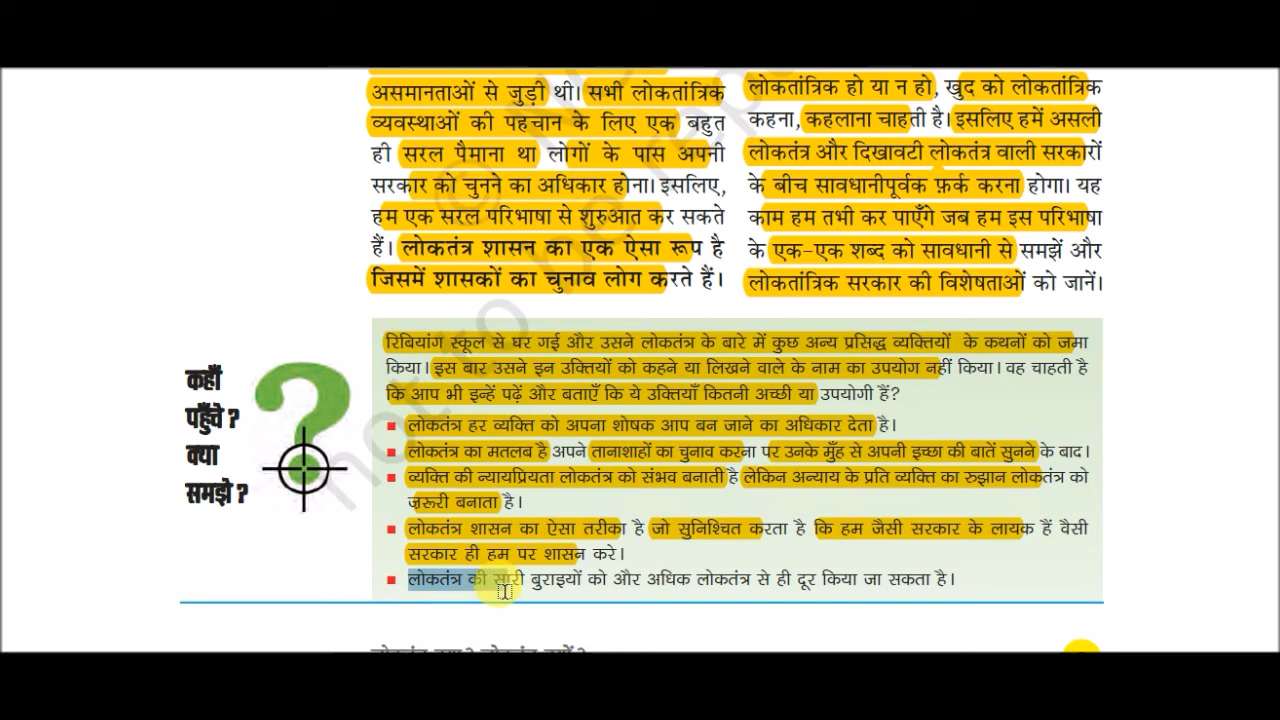 असमानताओं से जुड़ी थी। सभी लोकतांत्रिक
व्यवस्थाओं की पहचान के लिए एक बहुत
ही सरल पैमाना था लोगों के पास अपनी
सरकार को चुनने का अधिकार होना। इसलिए,
हम एक सरल परिभाषा से शुरुआत कर सकते
हैं। लोकतंत्र शासन का एक ऐसा रूप है
जिसमें शासकों का चुनाव लोग करते हैं।
लोकतांत्रिक हो या न हो, खुद को लोकतांत्रिक
कहना, कहलाना चाहती है। इसलिए हमें असली
लोकतंत्र और दिखावटी लोकतंत्र वाली सरकारों
के बीच सावधानीपूर्वक फ़र्क करना होगा। यह
काम हम तभी कर पाएँगे जब हम इस परिभाषा
के एक-एक शब्द को सावधानी से समझें और
लोकतांत्रिक सरकार की विशेषताओं को जानें।
कहाँ
पहुँचे?
क्या
समझे?
रिबियांग स्कूल से घर गई और उसने लोकतंत्र के बारे में कुछ अन्य प्रसिद्ध व्यक्तियों के कथनों को जमा
किया। इस बार उसने इन उक्तियों को कहने या लिखने वाले के नाम का उपयोग नहीं किया। वह चाहती है
कि आप भी इन्हें पढ़ें और बताएँ कि ये उक्तियाँ कितनी अच्छी या उपयोगी हैं?
■ लोकतंत्र हर व्यक्ति को अपना शोषक आप बन जाने का अधिकार देता है।
■ लोकतंत्र का मतलब है अपने तानाशाहों का चुनाव करना पर उनके मुँह से अपनी इच्छा की बातें सुनने के बाद।
■ व्यक्ति की न्यायप्रियता लोकतंत्र को संभव बनाती है लेकिन अन्याय के प्रति व्यक्ति का रुझान लोकतंत्र को
ज़रूरी बनाता है।
■ लोकतंत्र शासन का ऐसा तरीका है जो सुनिश्चित करता है कि हम जैसी सरकार के लायक हैं वैसी
सरकार ही हम पर शासन करे।
■ लोकतंत्र की सारी बुराइयों को और अधिक लोकतंत्र से ही दूर किया जा सकता है।